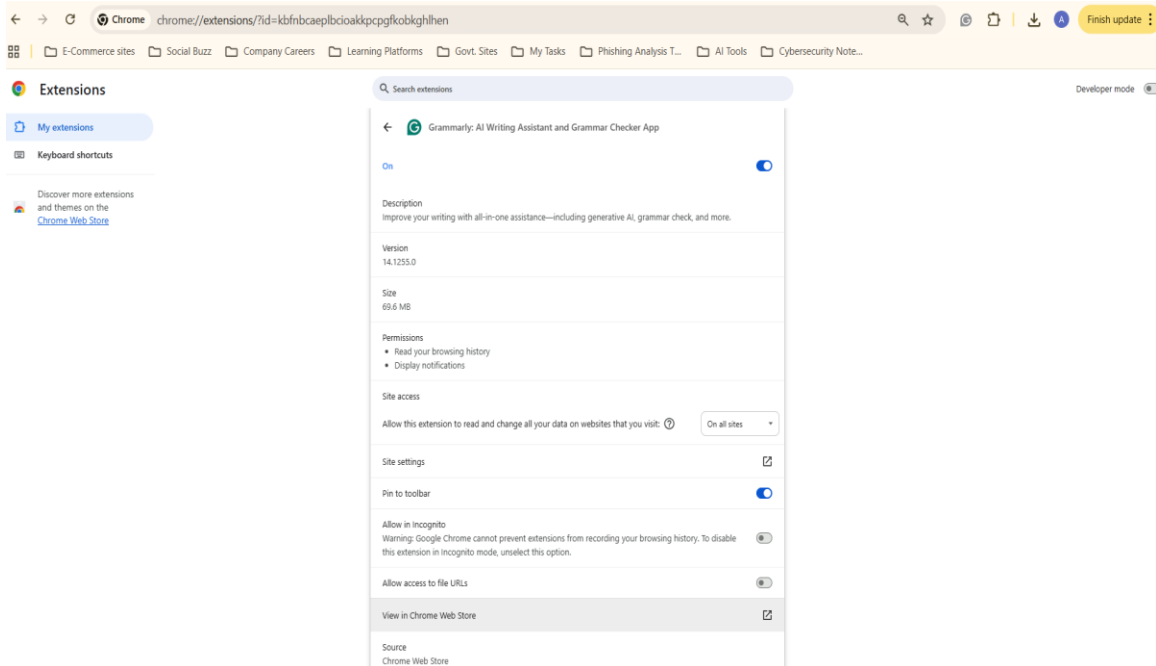 Chrome chrome://extensions/?id=kbfnbcaeplbcioakkpcpgfkobkghlhen A Finish update
E-Commerce sites Social Buzz Company Careers Learning Platforms Govt. Sites My Tasks Phishing Analysis T... AI Tools Cybersecurity Note...
Extensions
Search extensions
Developer mode
My extensions
Keyboard shortcuts
Discover more extensions
and themes on the
Chrome Web Store
Grammarly: AI Writing Assistant and Grammar Checker App
On
Description
Improve your writing with all-in-one assistance—including generative AI, grammar check, and more.
Version
14.1255.0
Size
69.6 MB
Permissions
• Read your browsing history
• Display notifications
Site access
Allow this extension to read and change all your data on websites that you visit: On all sites
Site settings
Pin to toolbar
Allow in Incognito
Warning: Google Chrome cannot prevent extensions from recording your browsing history. To disable
this extension in Incognito mode, unselect this option.
Allow access to file URLs
View in Chrome Web Store
Source
Chrome Web Store